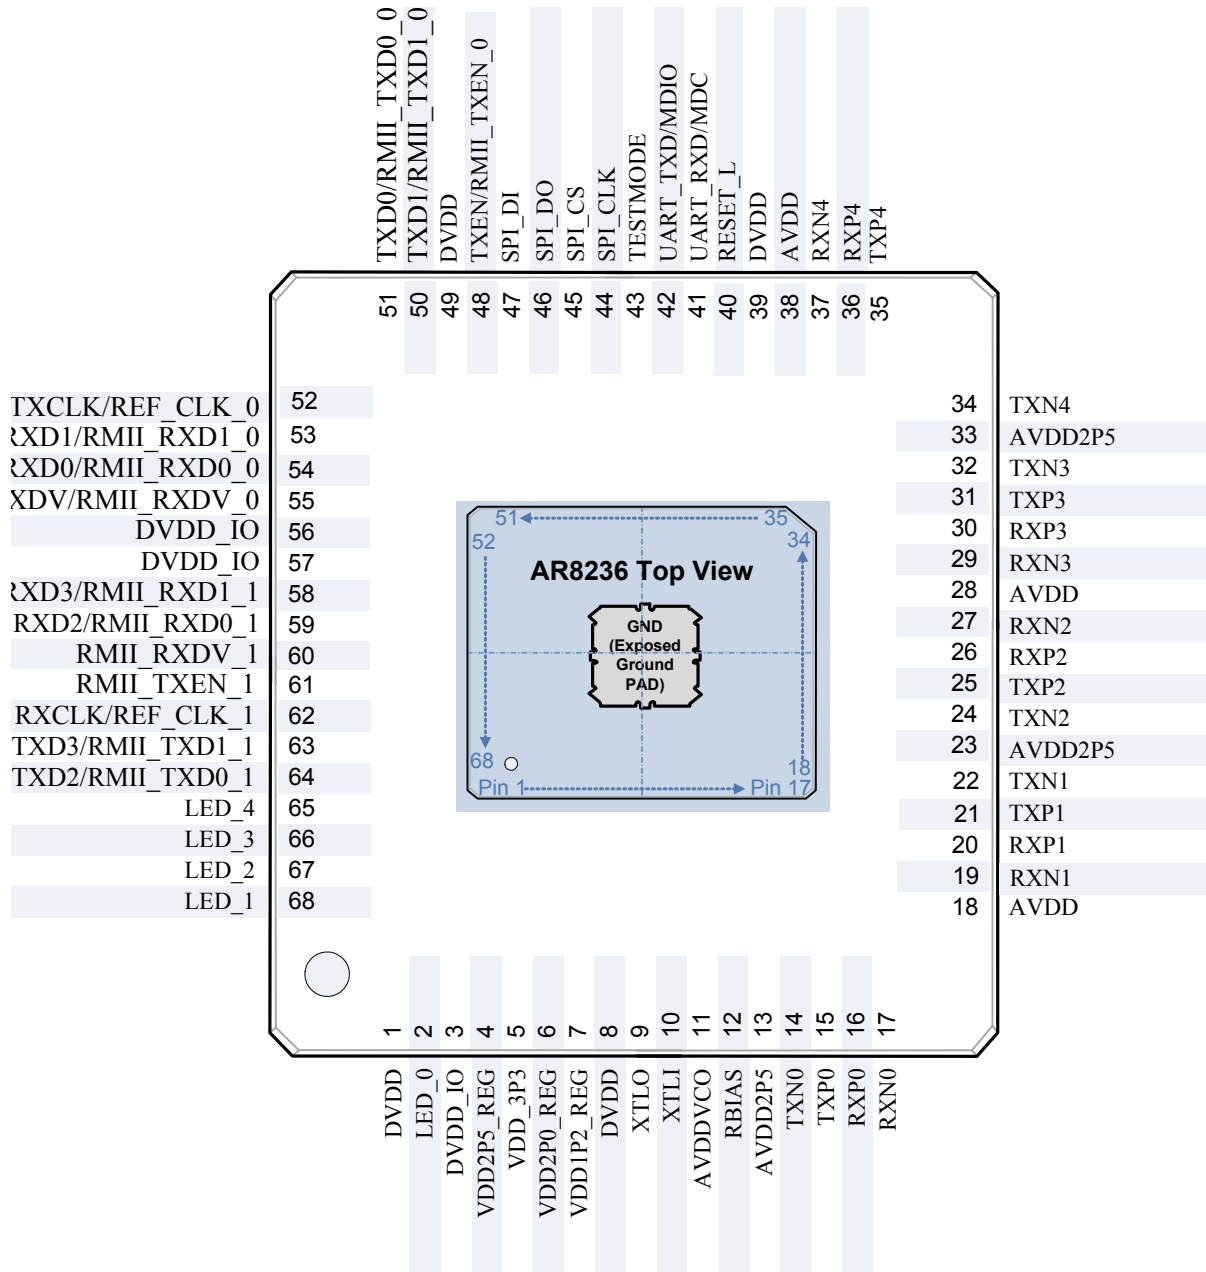 TXD0/RMII_TXD0_0
TXD1/RMII_TXD1_0
DVDD
TXEN/RMII_TXEN_0
SPI_DI
SPI_DO
SPI_CS
SPI_CLK
TESTMODE
UART_TXD/MDIO
UART_RXD/MDC
RESET_L
DVDD
AVDD
RXN4
RXP4
TXP4
51 50 49 48 47 46 45 44 43 42 41 40 39 38 37 36 35
TXCLK/REF_CLK_0 52
RXD1/RMII_RXD1_0 53
RXD0/RMII_RXD0_0 54
XDV/RMII_RXDV_0 55
DVDD_IO 56
DVDD_IO 57
RXD3/RMII_RXD1_1 58
RXD2/RMII_RXD0_1 59
RMII_RXDV_1 60
RMII_TXEN_1 61
RXCLK/REF_CLK_1 62
TXD3/RMII_TXD1_1 63
TXD2/RMII_TXD0_1 64
LED_4 65
LED_3 66
LED_2 67
LED_1 68
51 35
52 34
AR8236 Top View
GND
(Exposed
Ground
PAD)
68 18
Pin 1 Pin 17
34 TXN4
33 AVDD2P5
32 TXN3
31 TXP3
30 RXP3
29 RXN3
28 AVDD
27 RXN2
26 RXP2
25 TXP2
24 TXN2
23 AVDD2P5
22 TXN1
21 TXP1
20 RXP1
19 RXN1
18 AVDD
1 2 3 4 5 6 7 8 9 10 11 12 13 14 15 16 17
DVDD
LED_0
DVDD_IO
VDD2P5_REG
VDD_3P3
VDD2P0_REG
VDD1P2_REG
DVDD
XTLO
XTLI
AVDDVCO
RBIAS
AVDD2P5
TXN0
TXP0
RXP0
RXN0